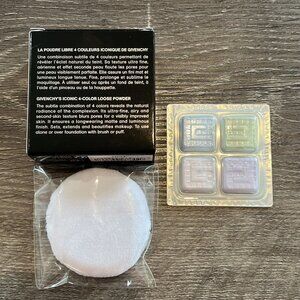 LA POUDRE LIBRE 4 COULEURS ICONIQUE DE GIVENCHY
Une combinaison subtile de 4 couleurs permettant de
révéler l'éclat naturel du teint. Sa texture ultra fine,
aérienne et effet seconde peau floute les pores pour
une peau visiblement parfaite. Elle assure un fini mat et
lumineux longue tenue. Fixe, prolonge et sublime le
maquillage. A utiliser seul ou après un fond de teint, à
l'aide d'un pinceau ou de la houppette.
GIVENCHY'S ICONIC 4-COLOR LOOSE POWDER
The subtle combination of 4 colors reveals the natural
radiance of the complexion. Its ultra-fine, airy and
second-skin texture blurs pores for a visibly improved
skin. It ensures a longwearing matte and luminous
finish. Sets, extends and beautifies makeup. To use
alone or over foundation with a brush or puff.